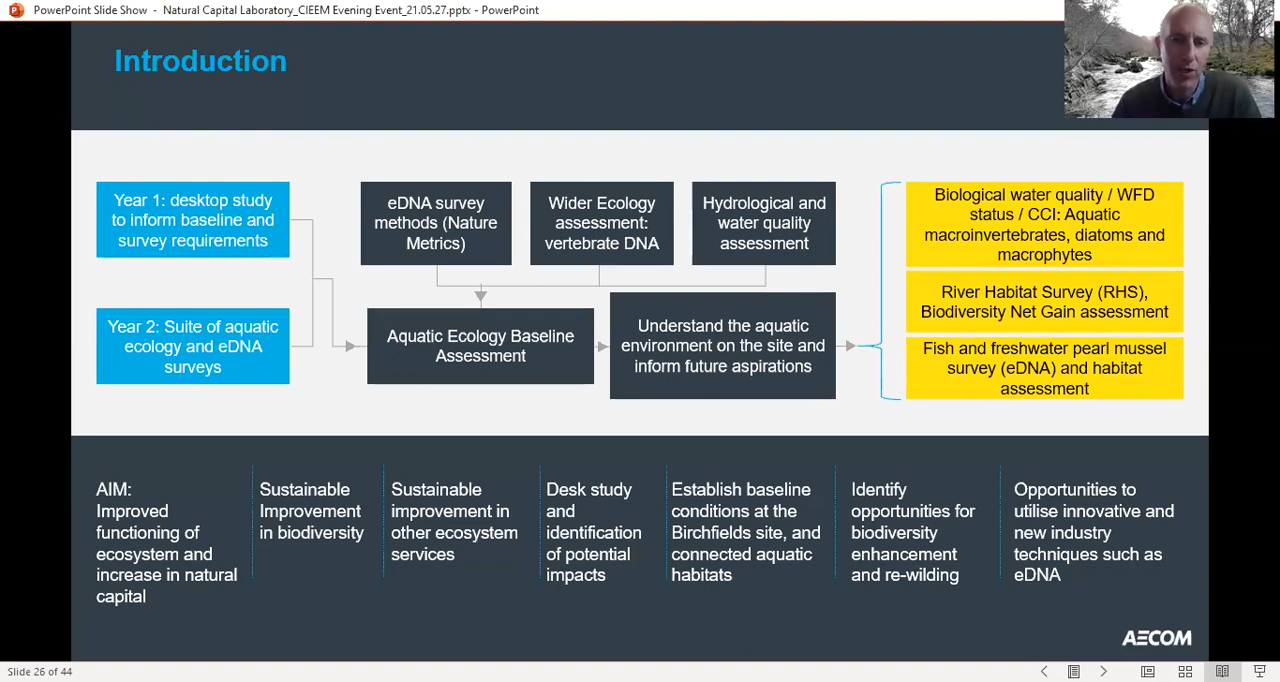 PowerPoint Slide Show - Natural Capital Laboratory_CIEEM Evening Event_21.05.27.pptx - PowerPoint
Introduction
Year 1: desktop study
to inform baseline and
survey requirements
Year 2: Suite of aquatic
ecology and eDNA
surveys
eDNA survey
methods (Nature
Metrics)
Wider Ecology
assessment:
vertebrate DNA
Hydrological and
water quality
assessment
Aquatic Ecology Baseline
Assessment
Understand the aquatic
environment on the site and
inform future aspirations
Biological water quality / WFD
status / CCI: Aquatic
macroinvertebrates, diatoms and
macrophytes
River Habitat Survey (RHS),
Biodiversity Net Gain assessment
Fish and freshwater pearl mussel
survey (eDNA) and habitat
assessment
AIM:
Improved
functioning of
ecosystem and
increase in natural
capital
Sustainable
Improvement
in biodiversity
Sustainable
improvement in
other ecosystem
services
Desk study
and
identification
of potential
impacts
Establish baseline
conditions at the
Birchfields site, and
connected aquatic
habitats
Identify
opportunities for
biodiversity
enhancement
and re-wilding
Opportunities to
utilise innovative and
new industry
techniques such as
eDNA
AECOM
Slide 26 of 44